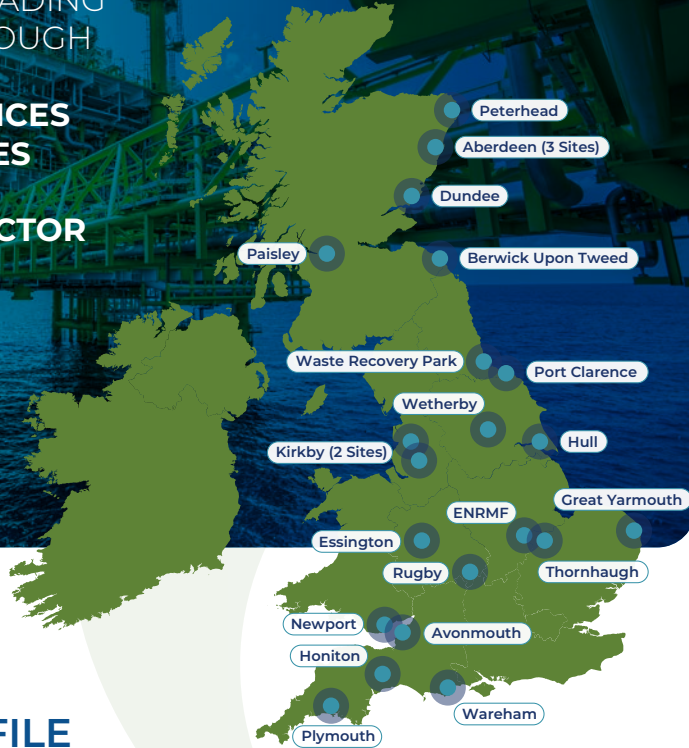 ADING
OUGH
ICES
ES
CTOR
Peterhead
Aberdeen (3 Sites)
Dundee
Paisley
Berwick Upon Tweed
Waste Recovery Park
Port Clarence
Wetherby
Hull
Kirkby (2 Sites)
Great Yarmouth
ENRMF
Essington
Rugby
Thornhaugh
Newport
Avonmouth
Honiton
Wareham
Plymouth
FILE